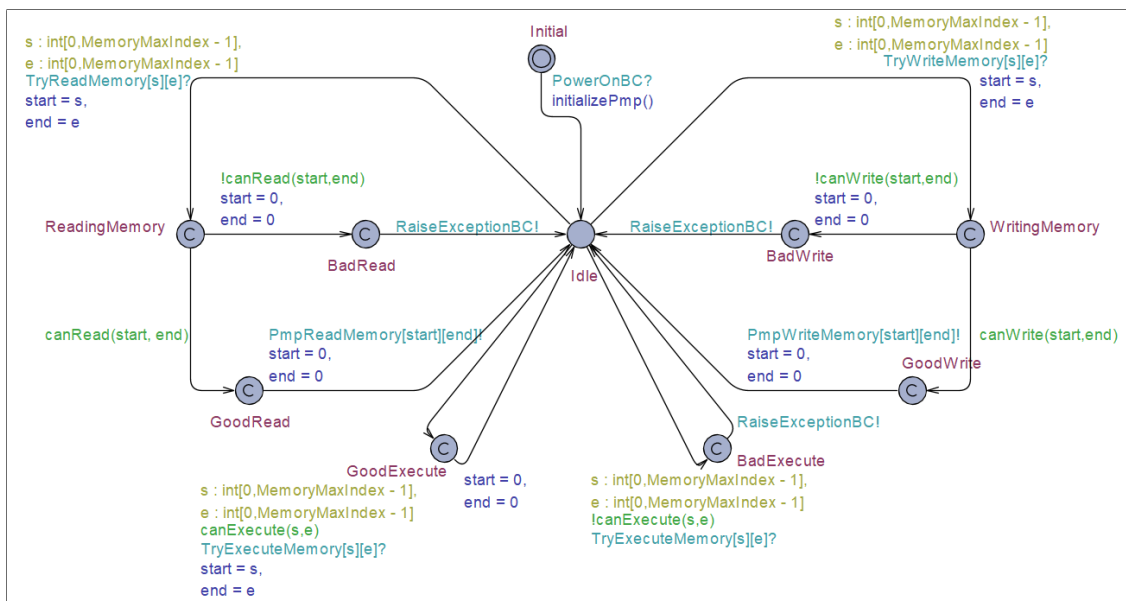 s : int[0,MemoryMaxIndex - 1],
e : int[0,MemoryMaxIndex - 1]
TryReadMemory[s][e]?
start = s,
end = e
Initial
PowerOnBC?
initializePmp()
s : int[0,MemoryMaxIndex - 1],
e : int[0,MemoryMaxIndex - 1]
TryWriteMemory[s][e]?
start = s,
end = e
!canRead(start,end)
start = 0,
end = 0
ReadingMemory
C
C
RaiseExceptionBC!
BadRead
Idle
!canWrite(start,end)
start = 0,
end = 0
RaiseExceptionBC!
C
BadWrite
C
WritingMemory
canRead(start, end)
PmpReadMemory[start][end]!
start = 0,
end = 0
C
GoodRead
PmpWriteMemory[start][end]!
start = 0,
end = 0
canWrite(start,end)
GoodWrite
C
C
GoodExecute
s : int[0,MemoryMaxIndex - 1],
e : int[0,MemoryMaxIndex - 1]
canExecute(s,e)
TryExecuteMemory[s][e]?
start = s,
end = e
start = 0,
end = 0
RaiseExceptionBC!
C
BadExecute
s : int[0,MemoryMaxIndex - 1],
e : int[0,MemoryMaxIndex - 1]
!canExecute(s,e)
TryExecuteMemory[s][e]?